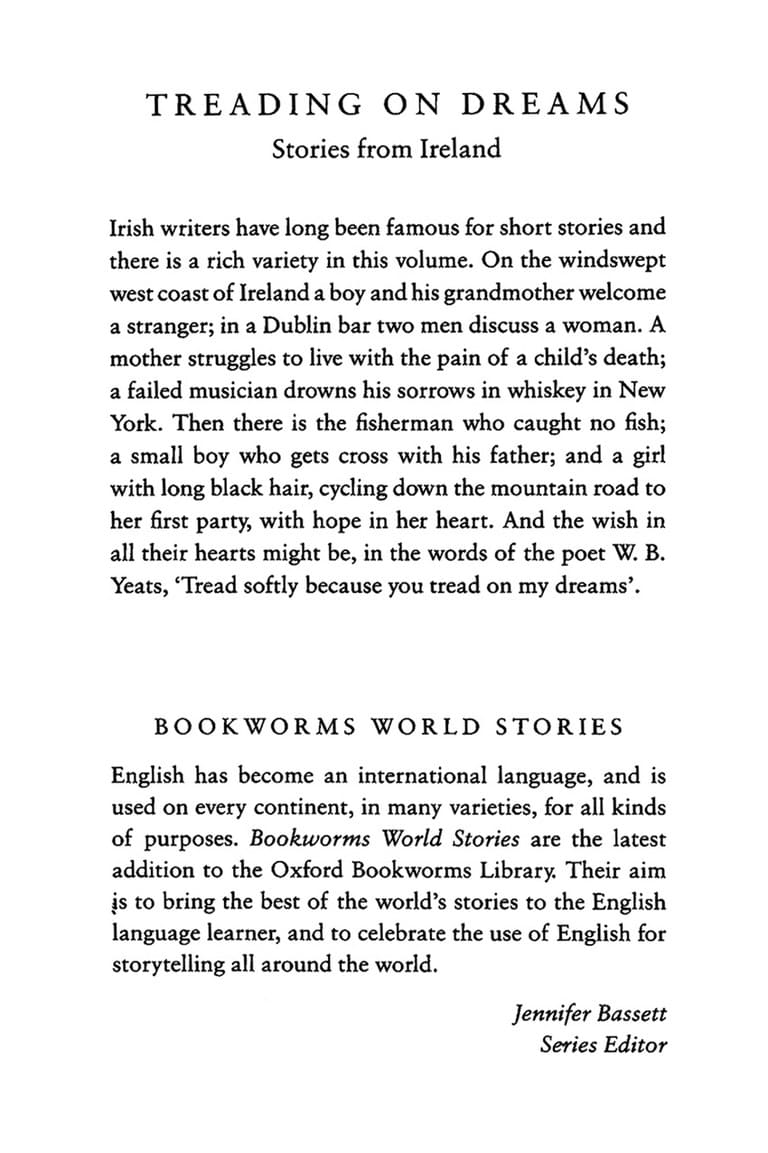 TREADING ON DREAMS
Stories from Ireland
Irish writers have long been famous for short stories and
there is a rich variety in this volume. On the windswept
west coast of Ireland a boy and his grandmother welcome
a stranger; in a Dublin bar two men discuss a woman. A
mother struggles to live with the pain of a child's death;
a failed musician drowns his sorrows in whiskey in New
York. Then there is the fisherman who caught no fish;
a small boy who gets cross with his father; and a girl
with long black hair, cycling down the mountain road to
her first party, with hope in her heart. And the wish in
all their hearts might be, in the words of the poet W. B.
Yeats, ‘Tread softly because you tread on my dreams’.
BOOKWORMS WORLD STORIES
English has become an international language, and is
used on every continent, in many varieties, for all kinds
of purposes. Bookworms World Stories are the latest
addition to the Oxford Bookworms Library. Their aim
is to bring the best of the world's stories to the English
language learner, and to celebrate the use of English for
storytelling all around the world.
Jennifer Bassett
Series Editor